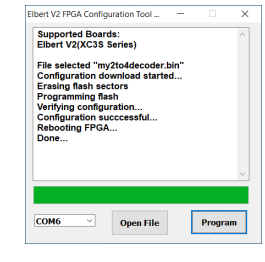 Elbert V2 FPGA Configuration Tool ...
Supported Boards:
Elbert V2(XC3S Series)
File selected "my2to4decoder.bin"
Configuration download started...
Erasing flash sectors
Programming flash
Verifying configuration...
Configuration succcessful...
Rebooting FPGA...
Done...
COM6 Open File Program